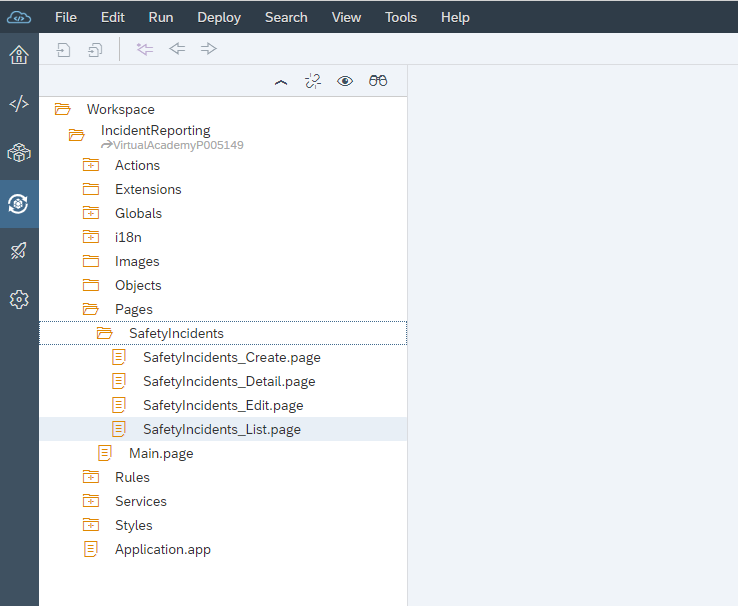 File Edit Run Deploy Search View Tools Help
Workspace
IncidentReporting
VirtualAcademyP005149
Actions
Extensions
Globals
i18n
Images
Objects
Pages
SafetyIncidents
SafetyIncidents_Create.page
SafetyIncidents_Detail.page
SafetyIncidents_Edit.page
SafetyIncidents_List.page
Main.page
Rules
Services
Styles
Application.app